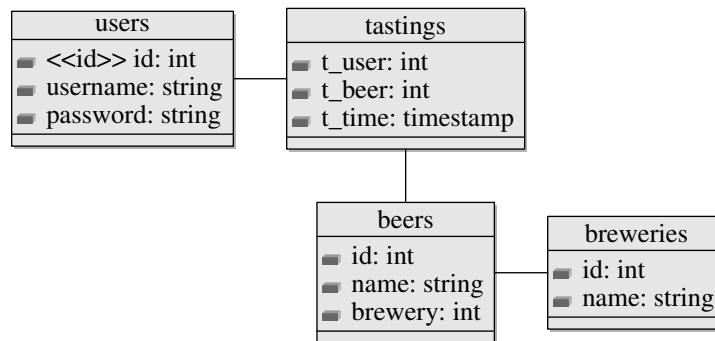 users
<<id>> id: int
username: string
password: string
tastings
t_user: int
t_beer: int
t_time: timestamp
beers
id: int
name: string
brewery: int
breweries
id: int
name: string